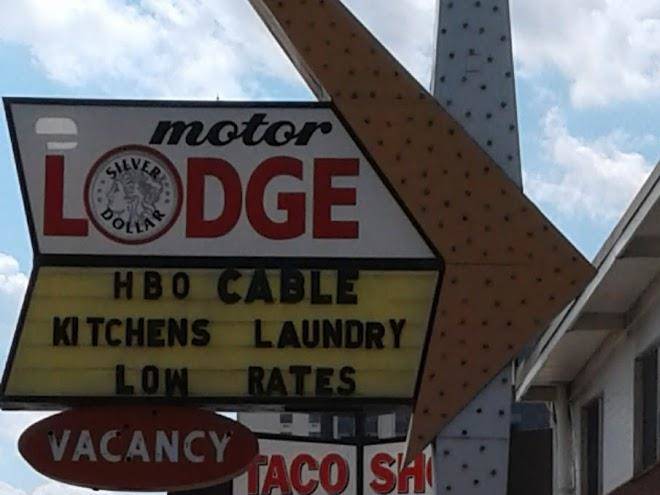 motor
LODGE
SILVER
DOLLAR
HBO CABLE
KITCHENS LAUNDRY
LOW RATES
VACANCY
TACO